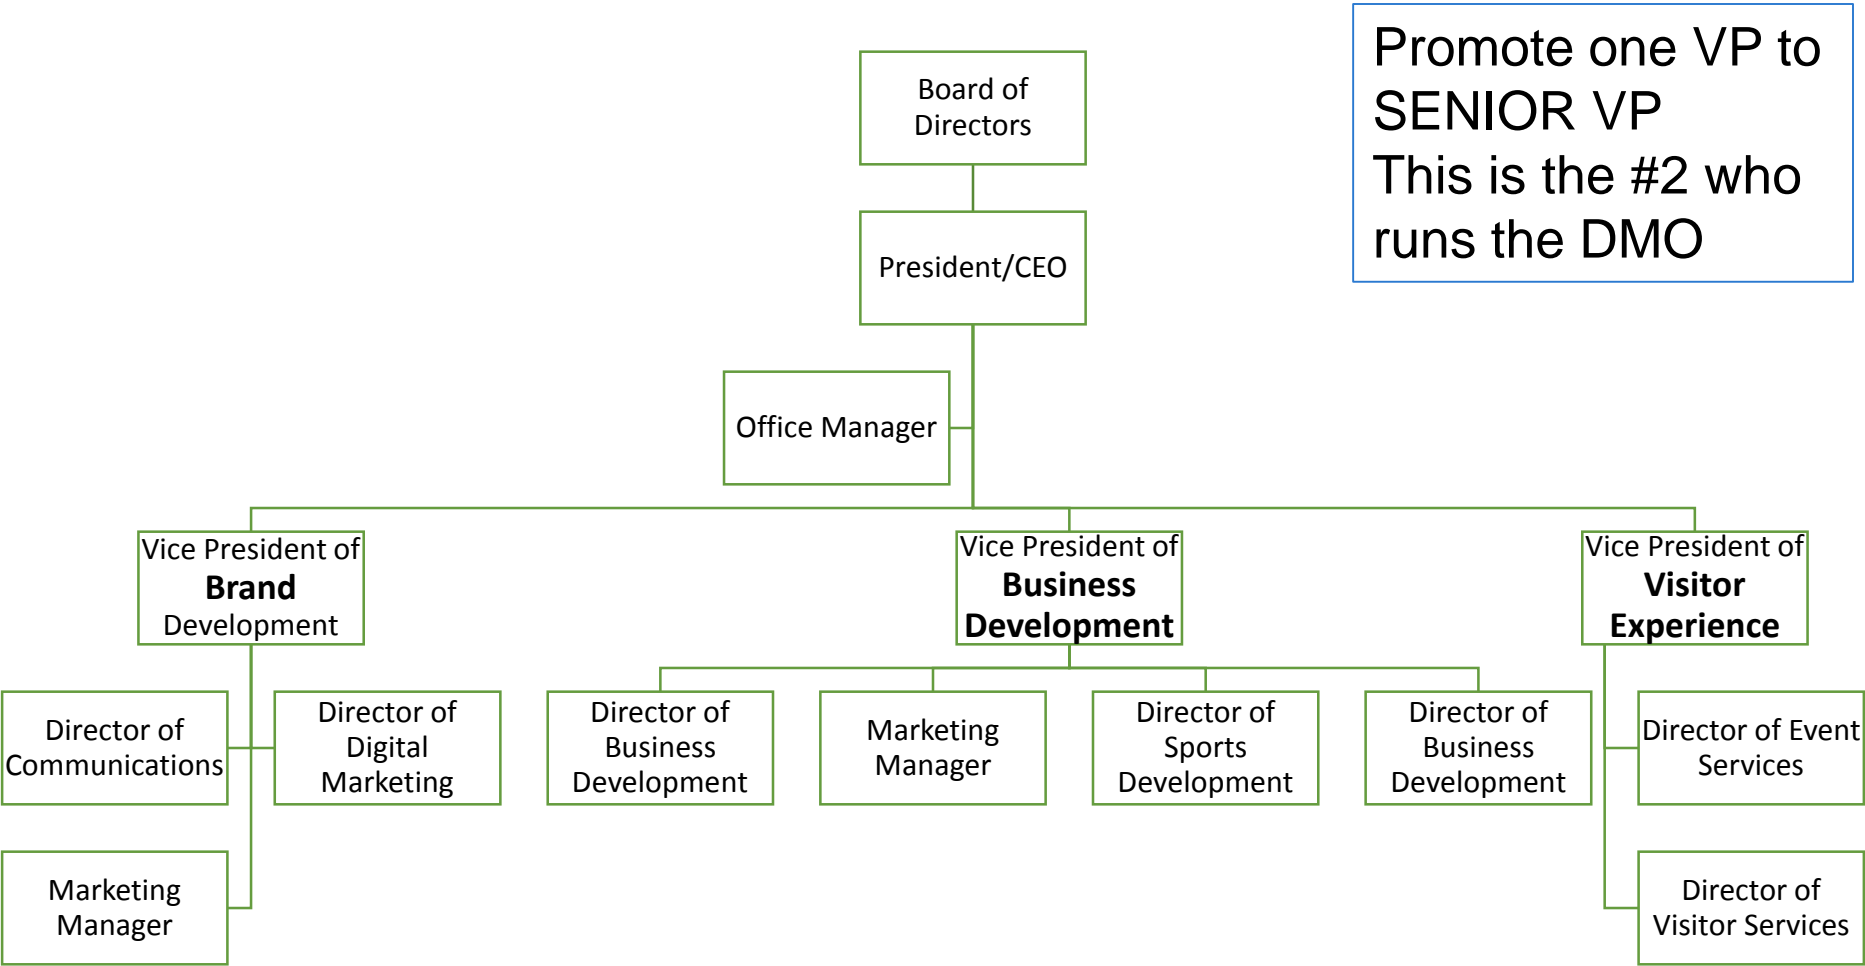 Promote one VP to
SENIOR VP
This is the #2 who
runs the DMO
Board of
Directors
President/CEO
Office Manager
Vice President of
Brand
Development
Vice President of
Business
Development
Vice President of
Visitor
Experience
Director of
Communications
Director of
Digital
Marketing
Director of
Business
Development
Marketing
Manager
Director of
Sports
Development
Director of
Business
Development
Director of Event
Services
Marketing
Manager
Director of
Visitor Services